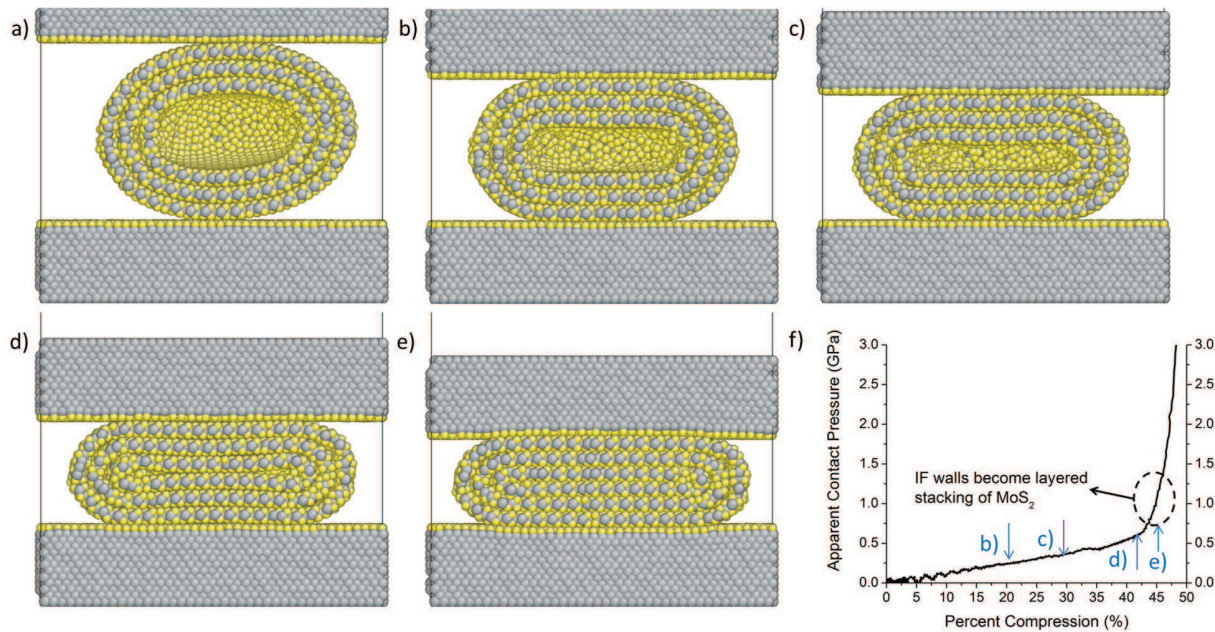 a)
b)
c)
d)
e)
f)
Apparent Contact Pressure (GPa)
3.0
2.5
2.0
1.5
1.0
0.5
0.0
3.0
2.5
2.0
1.5
1.0
0.5
0.0
IF walls become layered
stacking of MoS₂
b)
c)
d)
e)
0 5 10 15 20 25 30 35 40 45 50
Percent Compression (%)